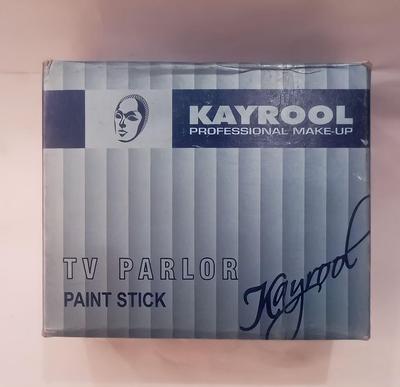 KAYROOL
PROFESSIONAL MAKE-UP
TV PARLOR
PAINT STICK
Kayrool